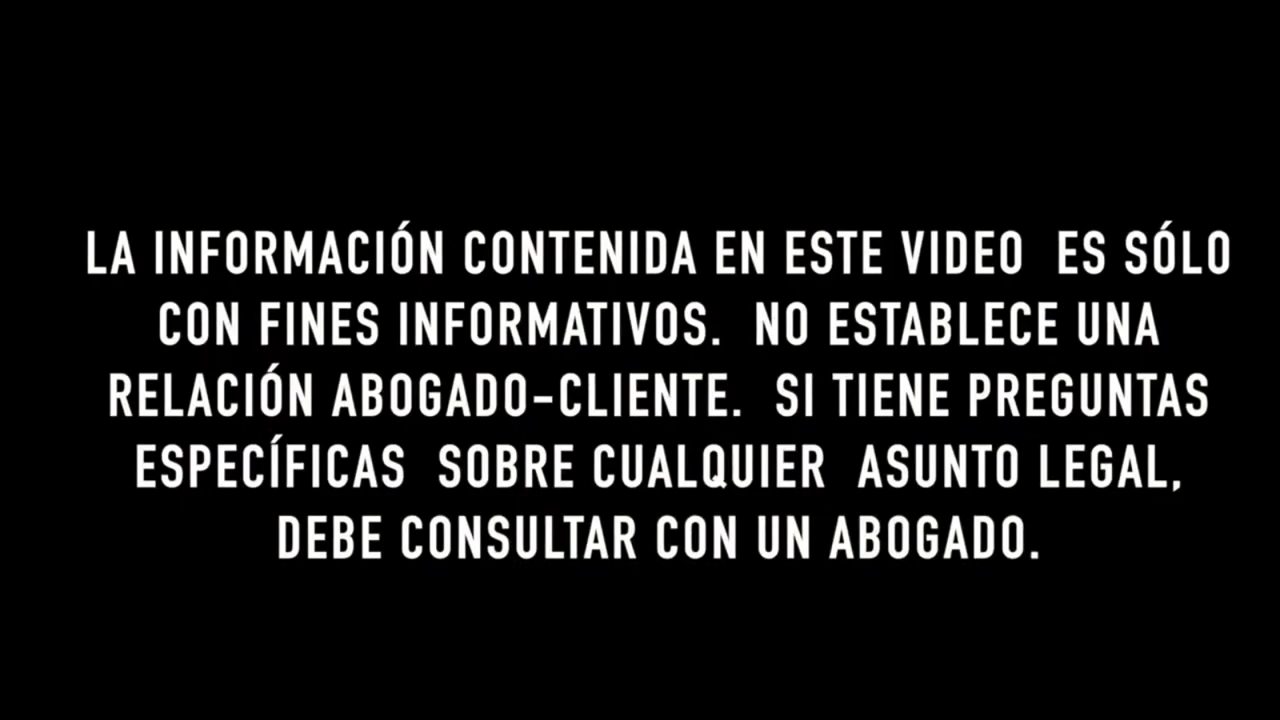 LA INFORMACIÓN CONTENIDA EN ESTE VIDEO  ES SÓLO
CON FINES INFORMATIVOS.  NO ESTABLECE UNA
RELACIÓN ABOGADO-CLIENTE.  SI TIENE PREGUNTAS
ESPECÍFICAS  SOBRE CUALQUIER  ASUNTO LEGAL,
DEBE CONSULTAR CON UN ABOGADO.